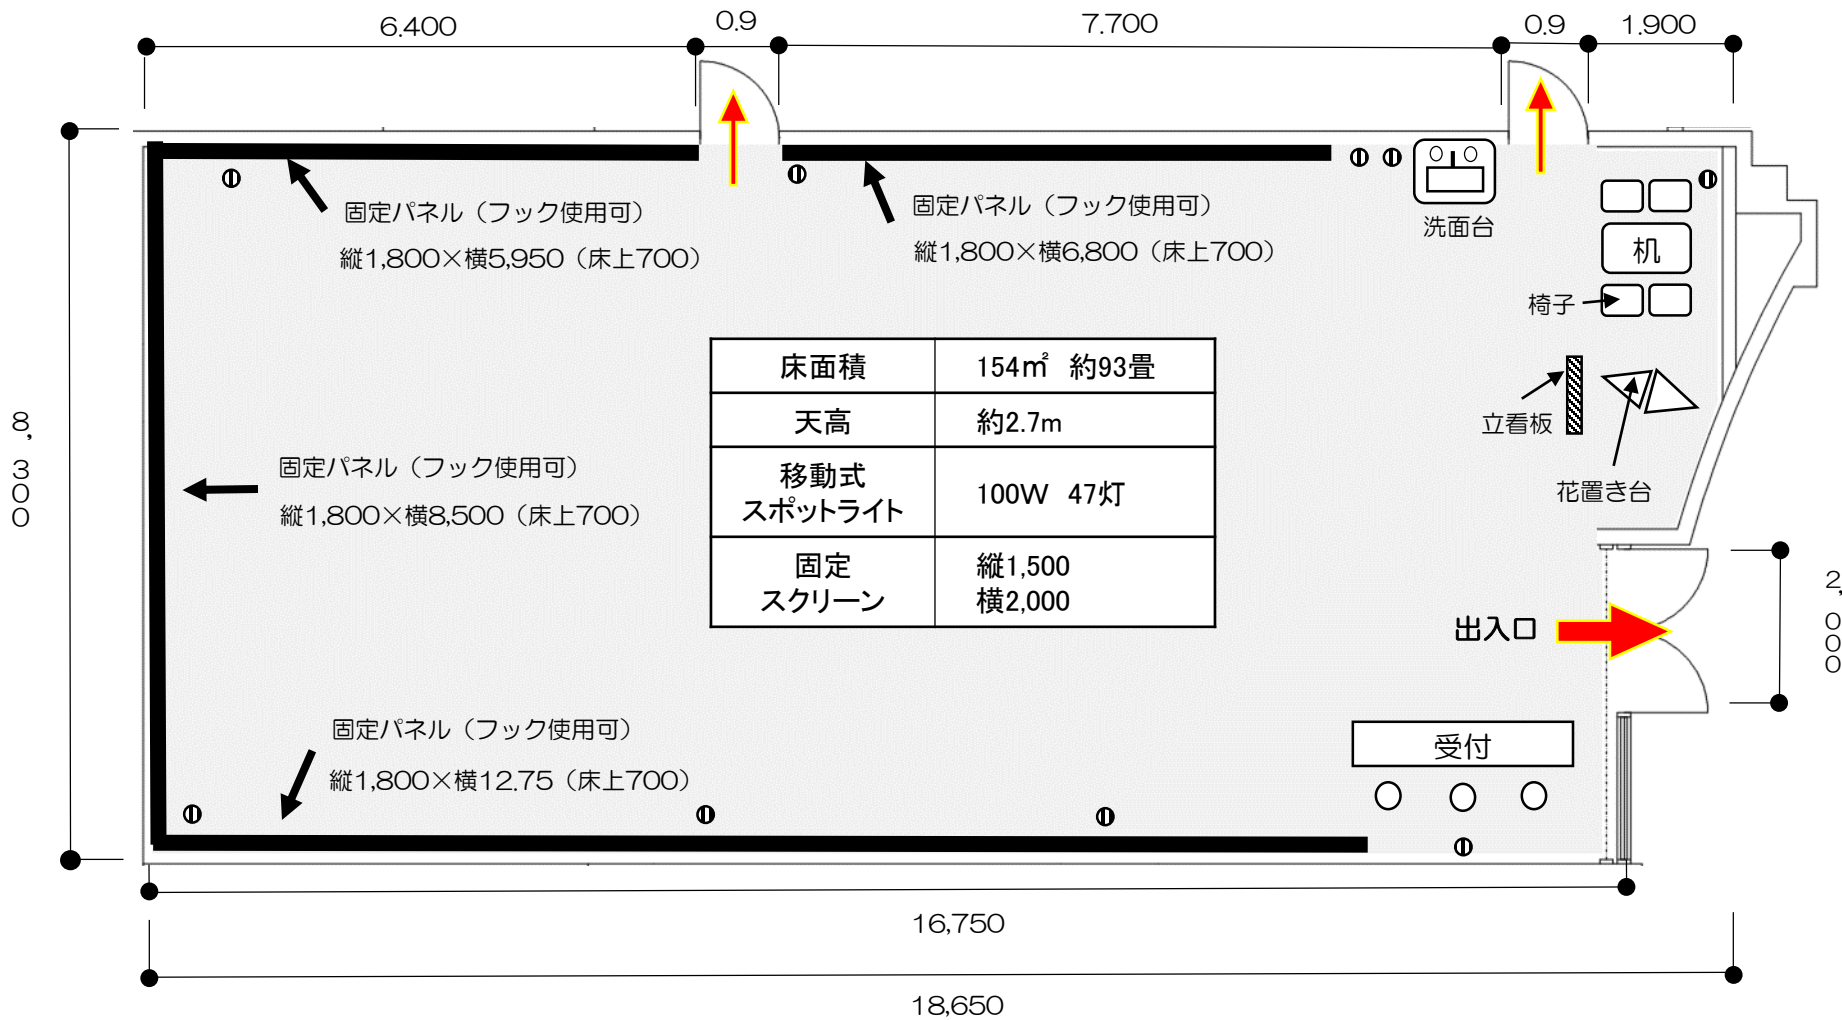 6.400
0.9
7.700
0.9
1.900
固定パネル（フック使用可）
縦1,800×横5,950（床上700）
固定パネル（フック使用可）
縦1,800×横6,800（床上700）
洗面台
机
椅子
床面積 154㎡ 約93畳
天高 約2.7m
移動式
スポットライト
100W 47灯
固定
スクリーン
縦1,500
横2,000
立看板
花置き台
8,300
固定パネル（フック使用可）
縦1,800×横8,500（床上700）
出入口
2,000
固定パネル（フック使用可）
縦1,800×横12.75（床上700）
受付
16,750
18,650